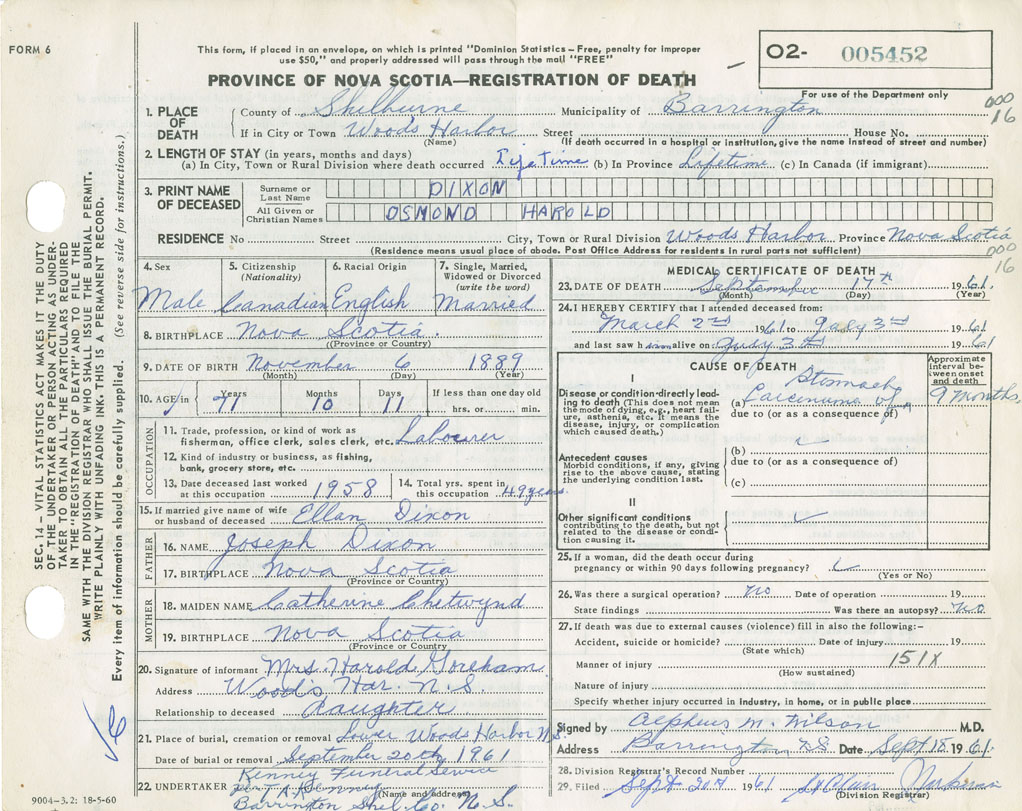 FORM 6
This form, if placed in an envelope, on which is printed "Dominion Statistics – Free, penalty for improper
use $50," and properly addressed will pass through the mail "FREE"
O2- 005452
PROVINCE OF NOVA SCOTIA—REGISTRATION OF DEATH
For use of the Department only
000
16
1. PLACE OF DEATH
County of Shelburne Municipality of Barrington
If in City or Town Woods Harbor Street House No.
(Name) (If death occurred in a hospital or institution, give the name instead of street and number)
2. LENGTH OF STAY (in years, months and days)
(a) In City, Town or Rural Division where death occurred Life Time (b) In Province Lifetime (c) In Canada (if immigrant)
3. PRINT NAME OF DECEASED
Surname or Last Name DIXON
All Given or Christian Names OSMOND HAROLD
RESIDENCE No Street City, Town or Rural Division Woods Harbor Province Nova Scotia
(Residence means usual place of abode. Post Office Address for residents in rural parts not sufficient)
000
16
SEC. 14 – VITAL STATISTICS ACT MAKES IT THE DUTY
OF THE UNDERTAKER OR PERSON ACTING AS UNDER-
TAKER TO OBTAIN ALL THE PARTICULARS REQUIRED
IN THE "REGISTRATION OF DEATH" AND TO FILE THE
SAME WITH THE DIVISION REGISTRAR WHO SHALL ISSUE THE BURIAL PERMIT.
WRITE PLAINLY WITH UNFADING INK. THIS IS A PERMANENT RECORD.
Every item of information should be carefully supplied. (See reverse side for instructions.)
4. Sex
Male
5. Citizenship
(Nationality)
Canadian
6. Racial Origin
English
7. Single, Married,
Widowed or Divorced
(write the word)
Married
8. BIRTHPLACE Nova Scotia
(Province or Country)
9. DATE OF BIRTH November 6 1889
(Month) (Day) (Year)
10. AGE in Years Months Days If less than one day old
71 10 11 hrs. or min.
OCCUPATION
11. Trade, profession, or kind of work as
fisherman, office clerk, sales clerk, etc. Labourer
12. Kind of industry or business, as fishing,
bank, grocery store, etc.
13. Date deceased last worked
at this occupation 1958
14. Total yrs. spent in
this occupation 49 years
15. If married give name of wife
or husband of deceased Ellan Dixon
FATHER
16. NAME Joseph Dixon
17. BIRTHPLACE Nova Scotia
(Province or Country)
MOTHER
18. MAIDEN NAME Catherine Chetwynd
19. BIRTHPLACE Nova Scotia
(Province or Country)
20. Signature of informant Mrs. Harold Goreham
Address Woods Har. N.S.
Relationship to deceased daughter
21. Place of burial, cremation or removal Lower Woods Harbor N.S.
Date of burial or removal September 20th 1961
Kenney Funeral Service
22. UNDERTAKER per T.A. Kenney
(Name and address)
Barrington Shel. Co. N.S.
9004-3.2: 18-5-60
MEDICAL CERTIFICATE OF DEATH
23. DATE OF DEATH September 17th 1961
(Month) (Day) (Year)
24. I HEREBY CERTIFY that I attended deceased from:
March 2nd 1961 to July 3rd 1961
and last saw him alive on July 3rd 1961
CAUSE OF DEATH
Approximate
interval be-
tween onset
and death
I
Disease or condition directly lead-
ing to death (This does not mean
the mode of dying, e.g., heart fail-
ure, asthenia, etc. It means the
disease, injury, or complication
which caused death.)
Stomach
(a) Carcinoma of
9 Months
due to (or as a consequence of)
Antecedent causes
Morbid conditions, if any, giving
rise to the above cause, stating
the underlying condition last.
(b)
due to (or as a consequence of)
(c)
II
Other significant conditions
contributing to the death, but not
related to the disease or condi-
tion causing it.
25. If a woman, did the death occur during
pregnancy or within 90 days following pregnancy?
(Yes or No)
26. Was there a surgical operation? No Date of operation 19
State findings Was there an autopsy? No
27. If death was due to external causes (violence) fill in also the following:–
Accident, suicide or homicide? Date of injury 19
(State which)
Manner of injury 151X
(How sustained)
Nature of injury
Specify whether injury occurred in industry, in home, or in public place
Signed by Alpheus M. Wilson M.D.
Address Barrington N.S. Date Sept 18 1961
28. Division Registrar's Record Number
29. Filed Sept 20th 1961
(Division Registrar)